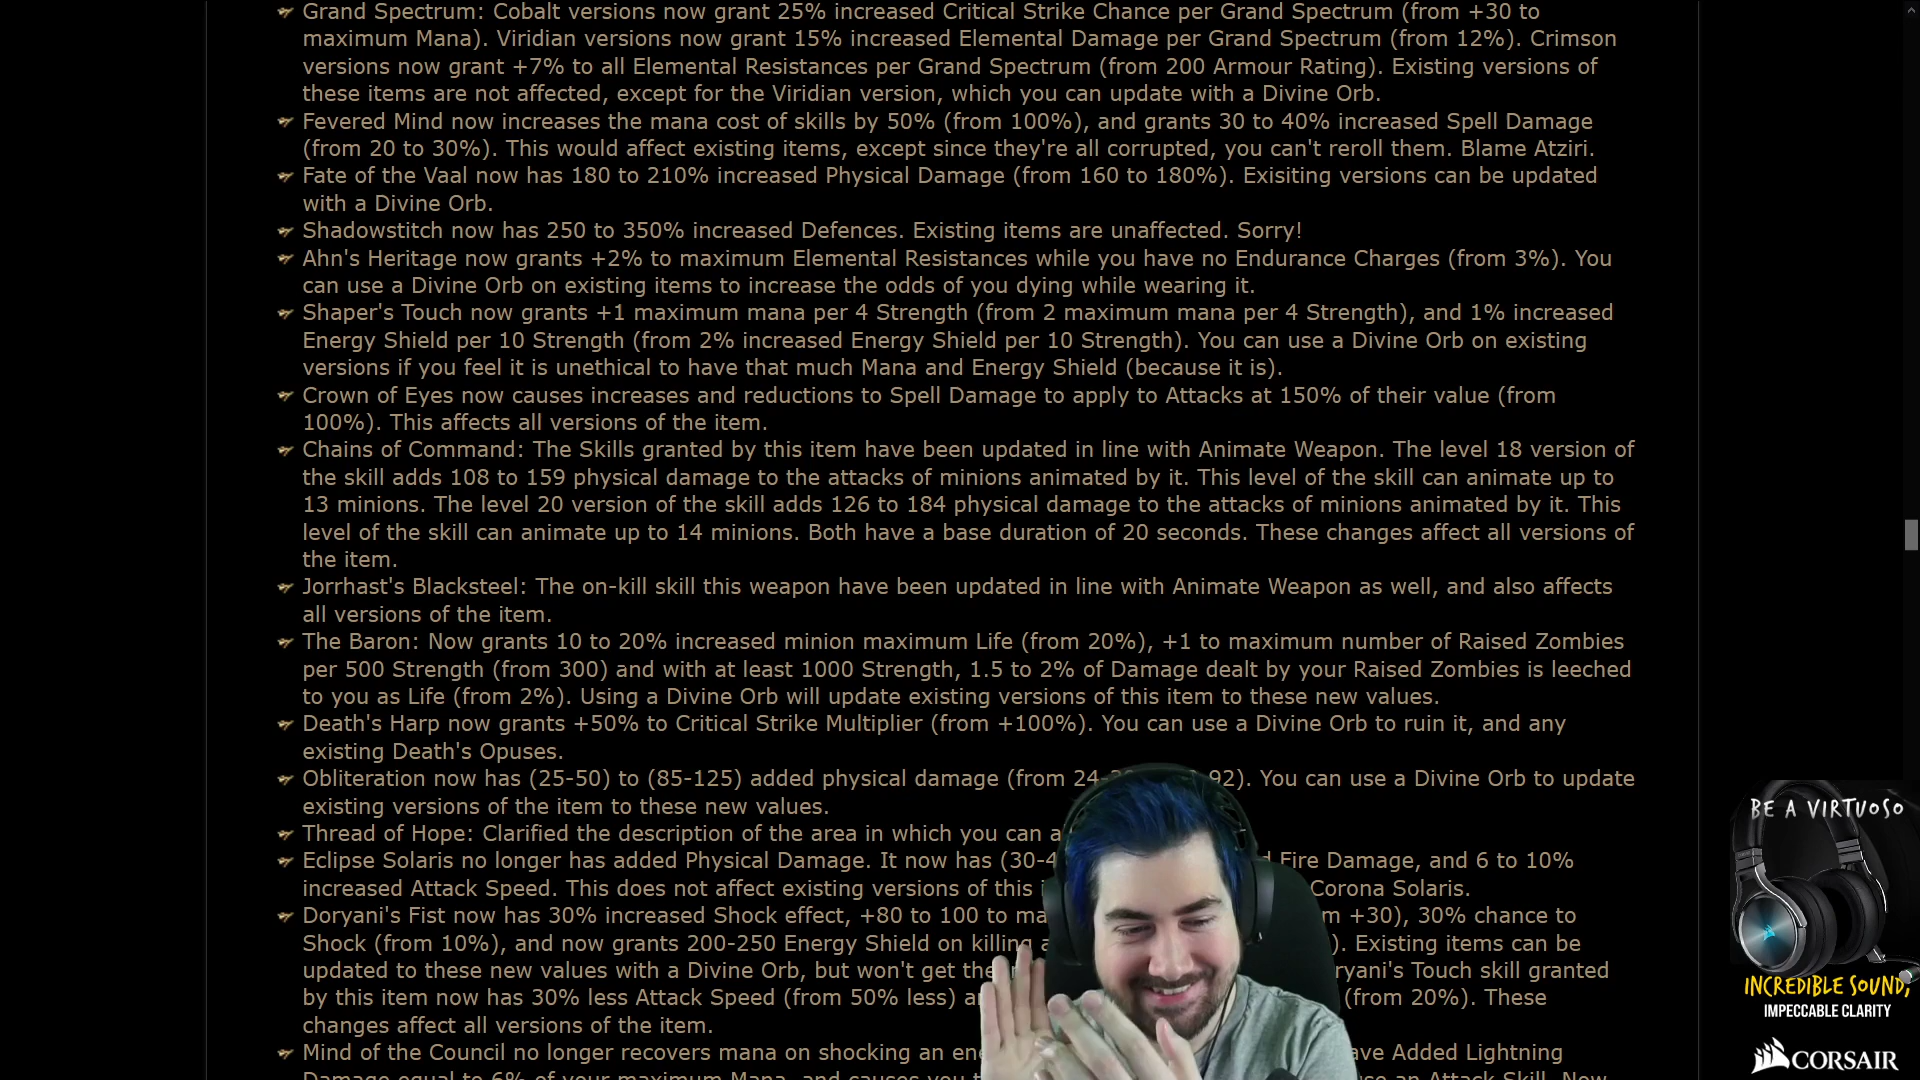 Grand Spectrum: Cobalt versions now grant 25% increased Critical Strike Chance per Grand Spectrum (from +30 to
maximum Mana). Viridian versions now grant 15% increased Elemental Damage per Grand Spectrum (from 12%). Crimson
versions now grant +7% to all Elemental Resistances per Grand Spectrum (from 200 Armour Rating). Existing versions of
these items are not affected, except for the Viridian version, which you can update with a Divine Orb.
Fevered Mind now increases the mana cost of skills by 50% (from 100%), and grants 30 to 40% increased Spell Damage
(from 20 to 30%). This would affect existing items, except since they're all corrupted, you can't reroll them. Blame Atziri.
Fate of the Vaal now has 180 to 210% increased Physical Damage (from 160 to 180%). Exisiting versions can be updated
with a Divine Orb.
Shadowstitch now has 250 to 350% increased Defences. Existing items are unaffected. Sorry!
Ahn's Heritage now grants +2% to maximum Elemental Resistances while you have no Endurance Charges (from 3%). You
can use a Divine Orb on existing items to increase the odds of you dying while wearing it.
Shaper's Touch now grants +1 maximum mana per 4 Strength (from 2 maximum mana per 4 Strength), and 1% increased
Energy Shield per 10 Strength (from 2% increased Energy Shield per 10 Strength). You can use a Divine Orb on existing
versions if you feel it is unethical to have that much Mana and Energy Shield (because it is).
Crown of Eyes now causes increases and reductions to Spell Damage to apply to Attacks at 150% of their value (from
100%). This affects all versions of the item.
Chains of Command: The Skills granted by this item have been updated in line with Animate Weapon. The level 18 version of
the skill adds 108 to 159 physical damage to the attacks of minions animated by it. This level of the skill can animate up to
13 minions. The level 20 version of the skill adds 126 to 184 physical damage to the attacks of minions animated by it. This
level of the skill can animate up to 14 minions. Both have a base duration of 20 seconds. These changes affect all versions of
the item.
Jorrhast's Blacksteel: The on-kill skill this weapon have been updated in line with Animate Weapon as well, and also affects
all versions of the item.
The Baron: Now grants 10 to 20% increased minion maximum Life (from 20%), +1 to maximum number of Raised Zombies
per 500 Strength (from 300) and with at least 1000 Strength, 1.5 to 2% of Damage dealt by your Raised Zombies is leeched
to you as Life (from 2%). Using a Divine Orb will update existing versions of this item to these new values.
Death's Harp now grants +50% to Critical Strike Multiplier (from +100%). You can use a Divine Orb to ruin it, and any
existing Death's Opuses.
Obliteration now has (25-50) to (85-125) added physical damage (from 92). You can use a Divine Orb to update
existing versions of the item to these new values.
Thread of Hope: Clarified the description of the area in which you can
Eclipse Solaris no longer has added Physical Damage. It now has Fire Damage, and 6 to 10%
increased Attack Speed. This does not affect existing versions of this Corona Solaris.
Doryani's Fist now has 30% increased Shock effect, +80 to 100 to +30), 30% chance to
Shock (from 10%), and now grants 200-250 Energy Shield on killing Existing items can be
updated to these new values with a Divine Orb, but won't get skill granted
by this item now has 30% less Attack Speed (from 50% less) (from 20%). These
changes affect all versions of the item.
Mind of the Council no longer recovers mana on shocking an Added Lightning
Damage equal to 6% of your maximum Mana, and causes you an Attack Skill. Now
BE A VIRTUOSO
INCREDIBLE SOUND,
IMPECCABLE CLARITY
CORSAIR